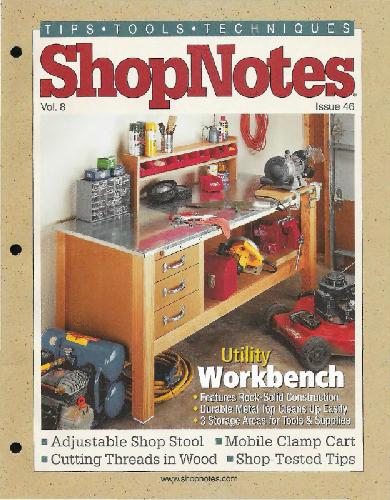 TIPS • TOOLS • TECHNIQUES
ShopNotes®
Vol. 8 Issue 46
Utility
Workbench
• Features Rock-Solid Construction
• Durable Metal Top Cleans Up Easily
• 3 Storage Areas for Tools & Supplies
■ Adjustable Shop Stool ■ Mobile Clamp Cart
■ Cutting Threads in Wood ■ Shop-Tested Tips
www.shopnotes.com